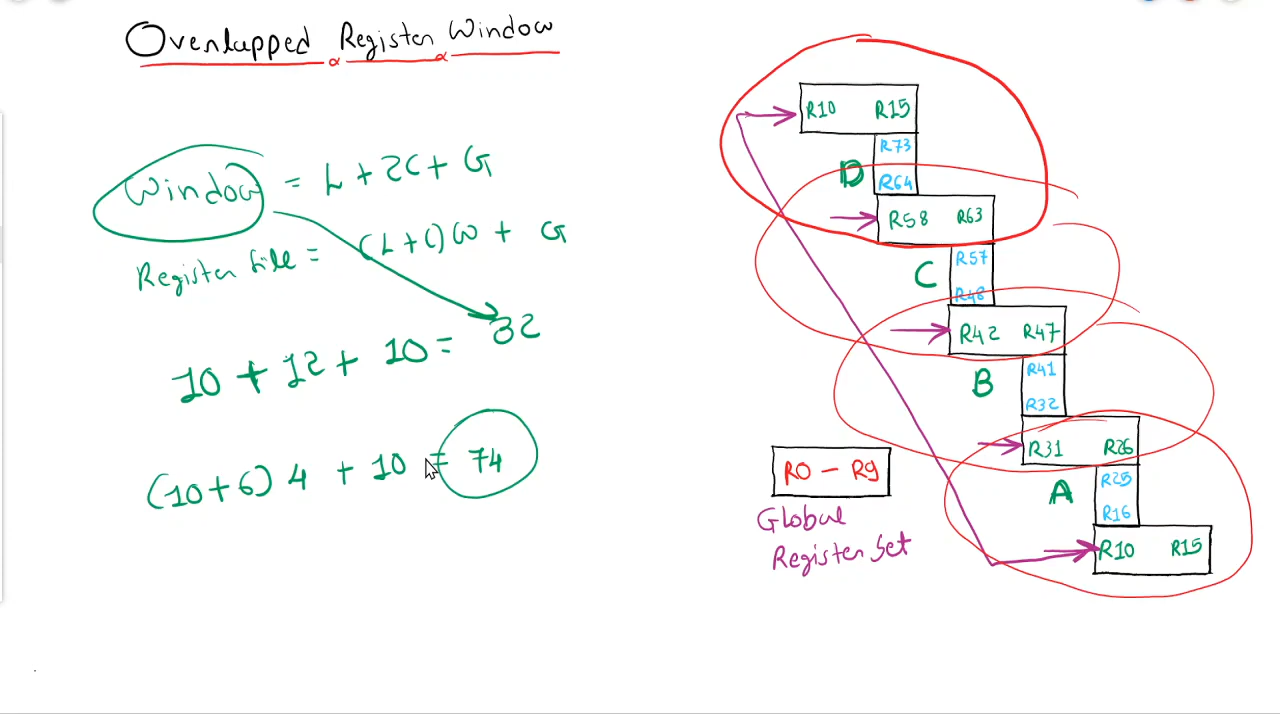 Overlapped Register Window
Window = L + 2C + G
Register file = (L + C) W + G
10 + 12 + 10 = 32
(10+6) 4 + 10 = 74
R10 R15
R73
D
R64
R58 R63
R57
C
R48
R42 R47
R41
B
R32
R31 R26
R25
A
R16
R10 R15
R0 - R9
Global
Register Set